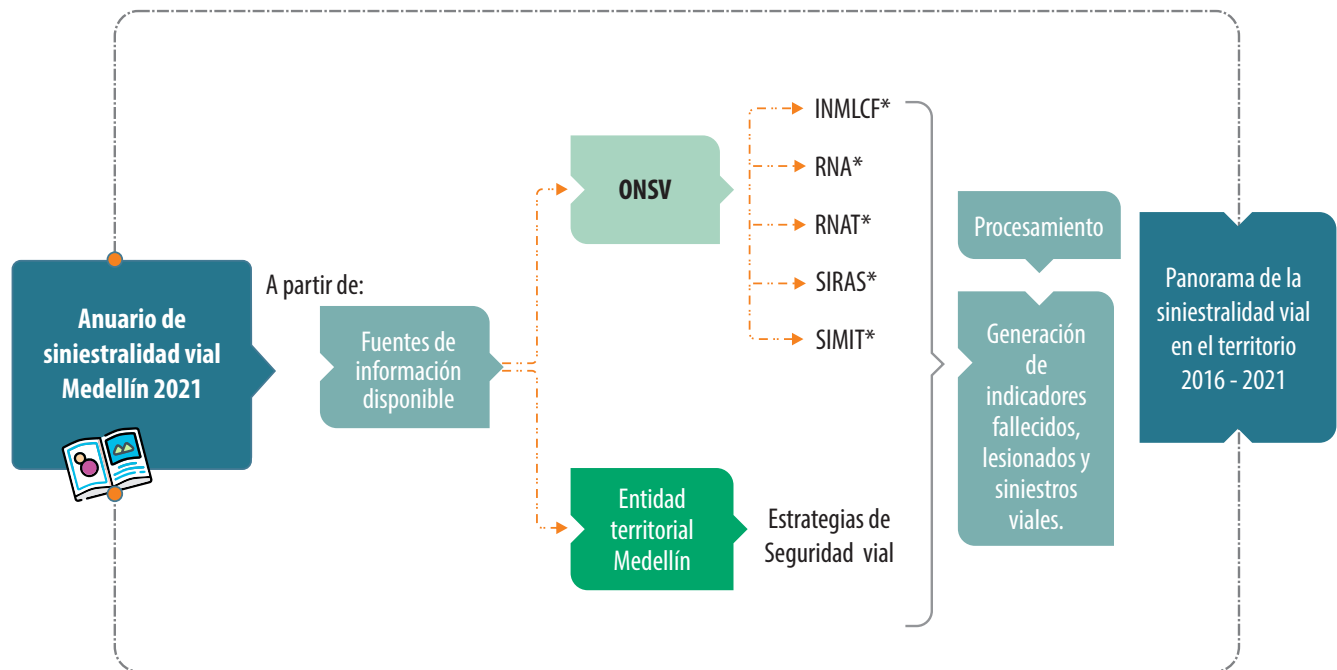 Anuario de
siniestralidad vial
Medellín 2021
A partir de:
Fuentes de
información
disponible
ONSV
INMLCF*
RNA*
RNAT*
SIRAS*
SIMIT*
Entidad
territorial
Medellín
Estrategias de
Seguridad vial
Procesamiento
Generación
de
indicadores
fallecidos,
lesionados y
siniestros
viales.
Panorama de la
siniestralidad vial
en el territorio
2016 - 2021